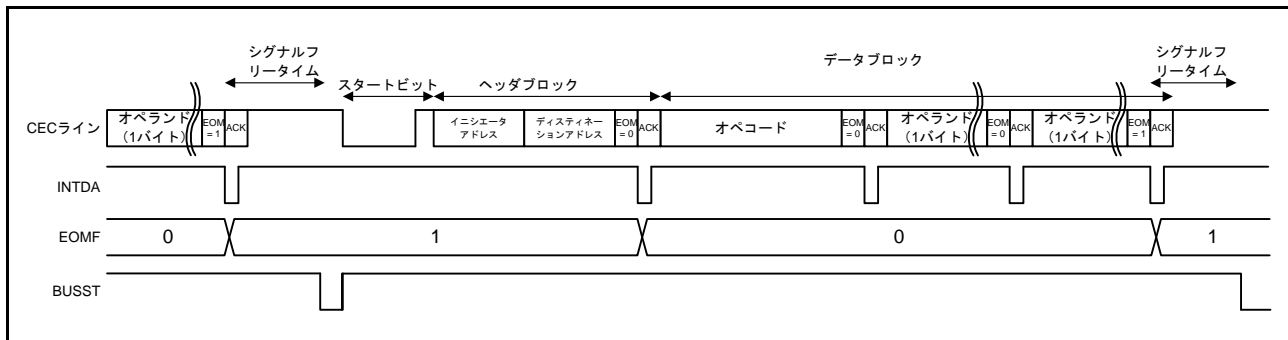 シグナルフ
リータイム
スタートビット
ヘッダブロック
データブロック
シグナルフ
リータイム
CECライン
オペランド
(1バイト)
EOM
= 1
ACK
イニシエータ
アドレス
ディスティネー
ションアドレス
EOM
= 0
ACK
オペコード
EOM
= 0
ACK
オペランド
(1バイト)
EOM
= 0
ACK
オペランド
(1バイト)
EOM
= 1
ACK
INTDA
EOMF
0
1
0
1
BUSST